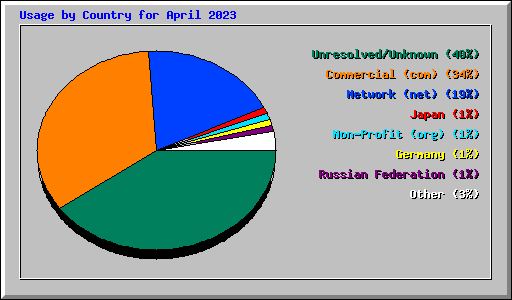 Usage by Country for April 2023
Unresolved/Unknown (40%)
Commercial (com) (34%)
Network (net) (19%)
Japan (1%)
Non-Profit (org) (1%)
Germany (1%)
Russian Federation (1%)
Other (3%)